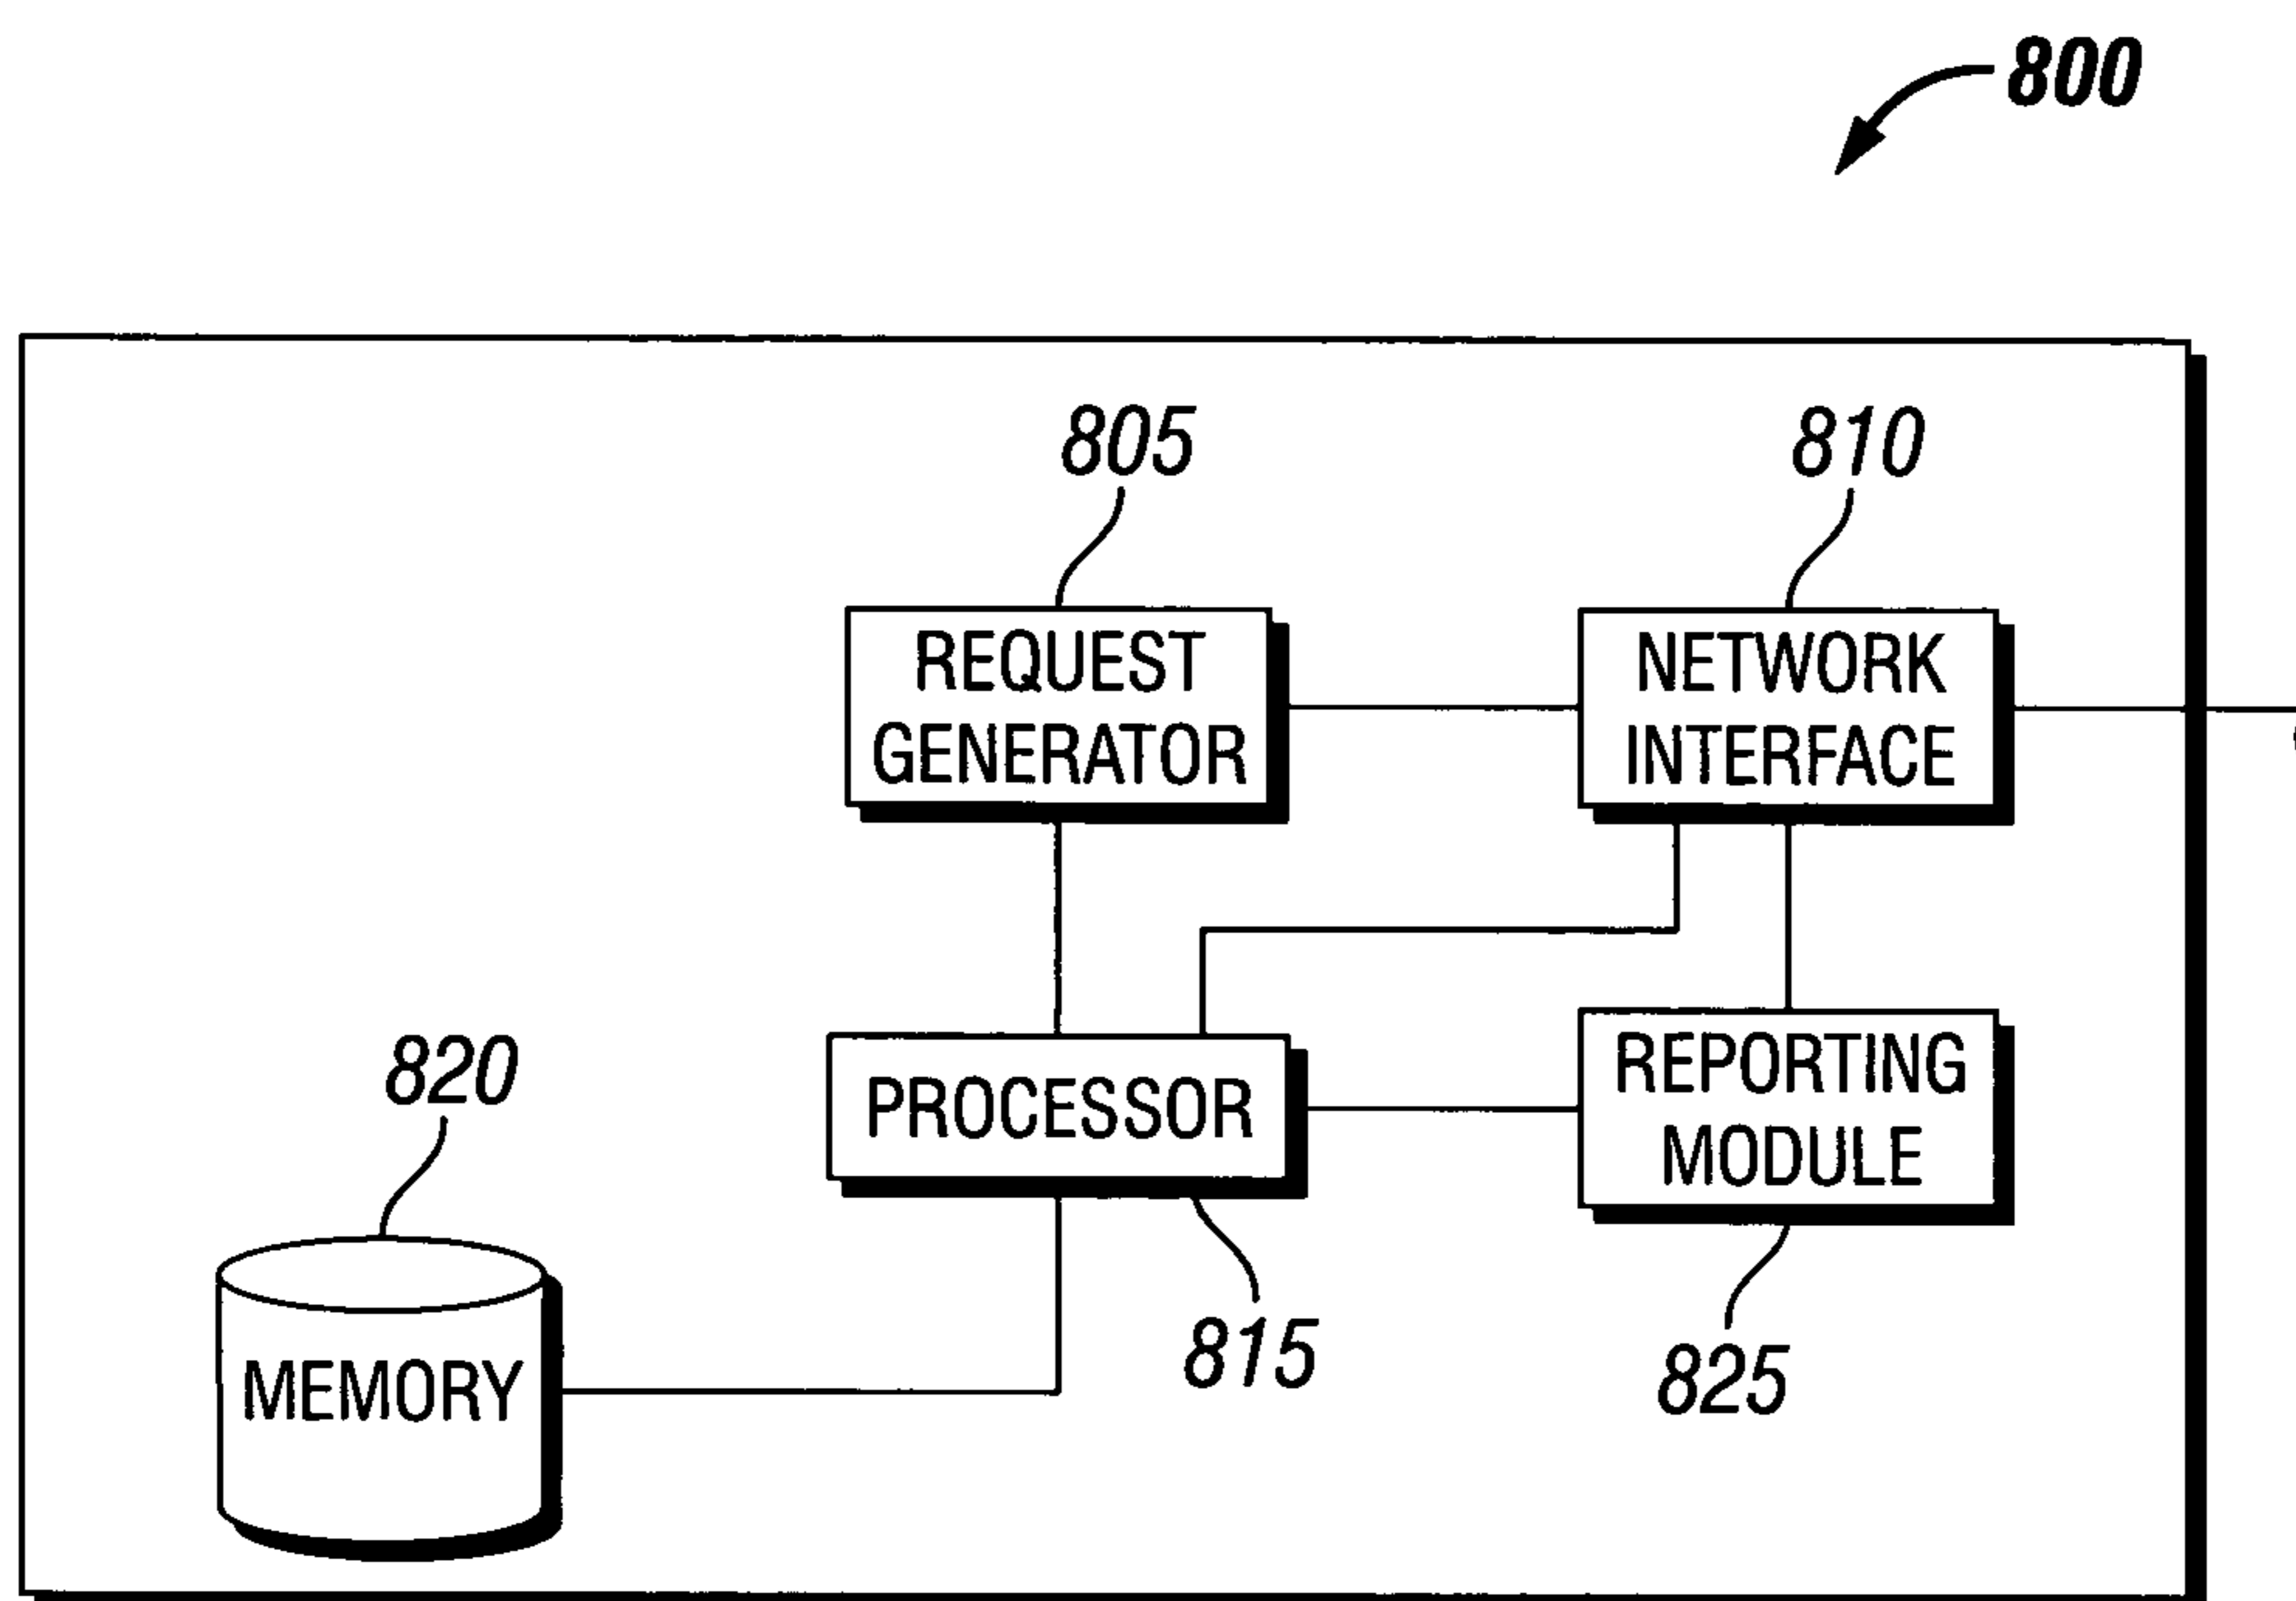 800
805
810
REQUEST
GENERATOR
NETWORK
INTERFACE
820
PROCESSOR
REPORTING
MODULE
MEMORY
815
825